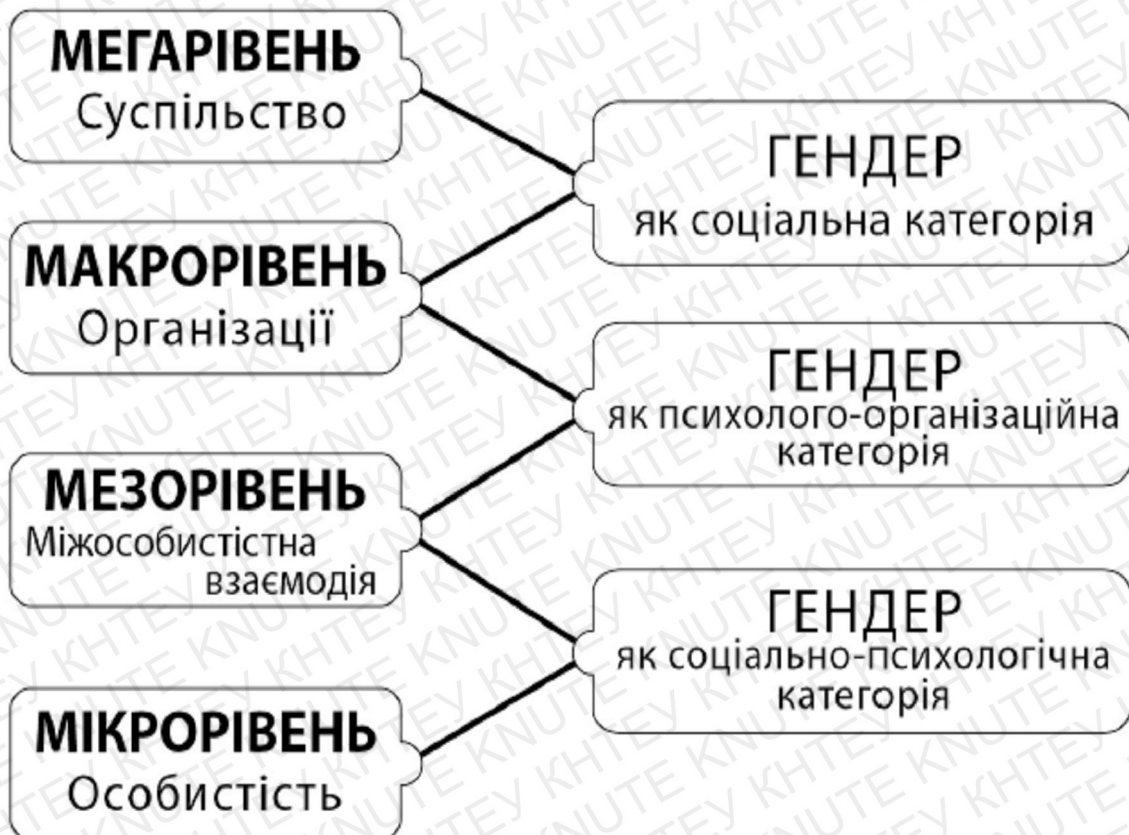 МЕГАРІВЕНЬ
Суспільство
ГЕНДЕР
як соціальна категорія
МАКРОРІВЕНЬ
Організації
ГЕНДЕР
як психолого-організаційна
категорія
МЕЗОРІВЕНЬ
Міжособистістна
взаємодія
ГЕНДЕР
як соціально-психологічна
категорія
МІКРОРІВЕНЬ
Особистість